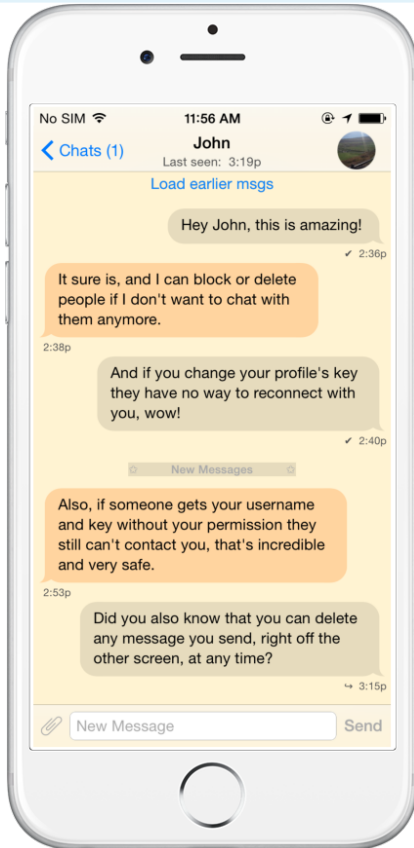 No SIM 11:56 AM
Chats (1) John
Last seen: 3:19p
Load earlier msgs
Hey John, this is amazing!
✓ 2:36p
It sure is, and I can block or delete
people if I don't want to chat with
them anymore.
2:38p
And if you change your profile's key
they have no way to reconnect with
you, wow!
✓ 2:40p
New Messages
Also, if someone gets your username
and key without your permission they
still can't contact you, that's incredible
and very safe.
2:53p
Did you also know that you can delete
any message you send, right off the
other screen, at any time?
↪ 3:15p
New Message Send